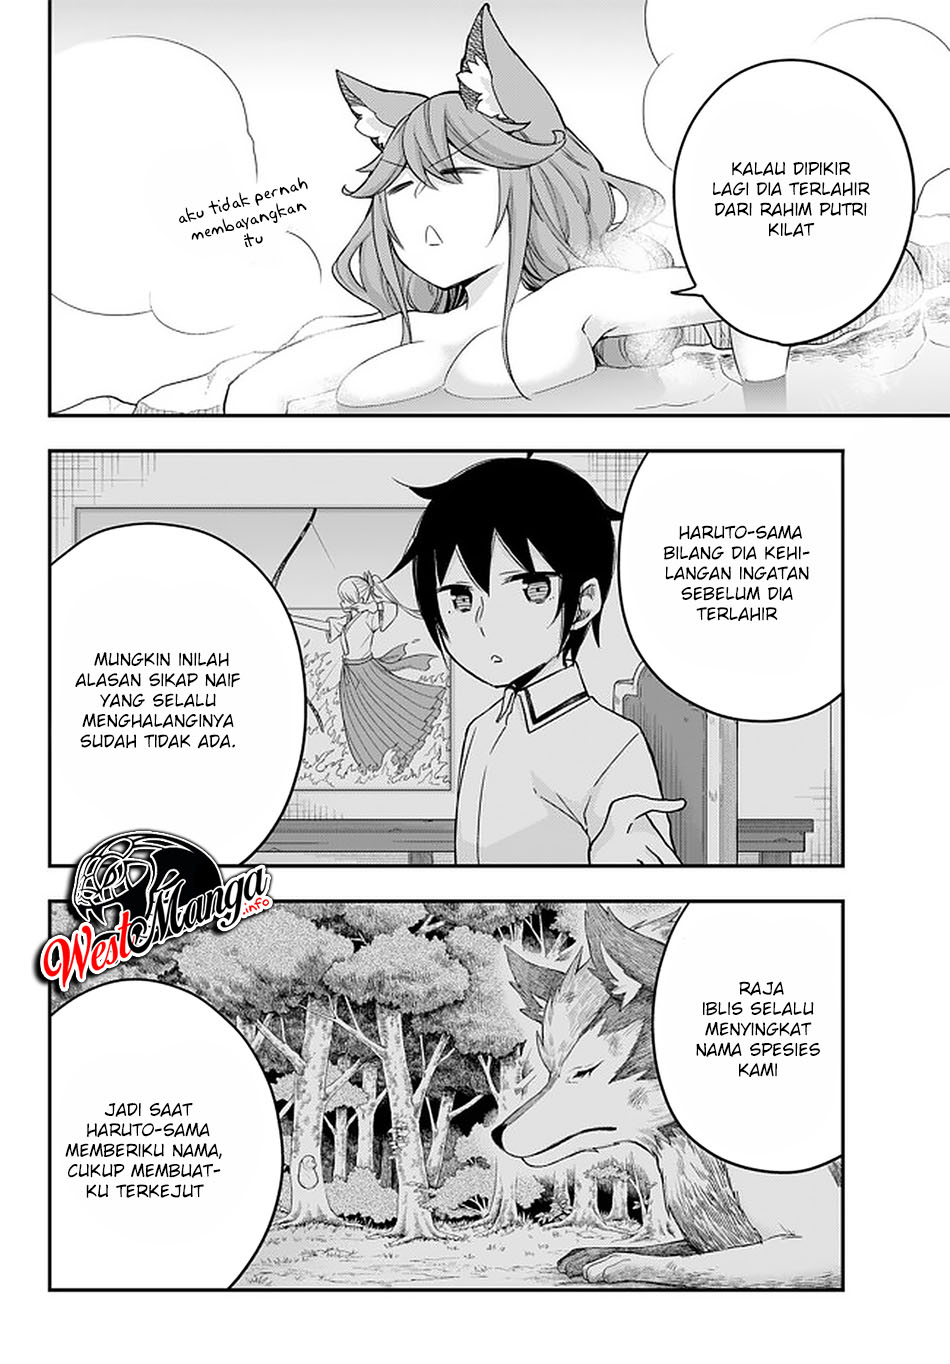 KALAU DIPIKIR
LAGI DIA TERLAHIR
DARI RAHIM PUTRI
KILAT
aku tidak pernah
membayangkan
itu
HARUTO-SAMA
BILANG DIA KEHI-
LANGAN INGATAN
SEBELUM DIA
TERLAHIR
MUNGKIN INILAH
ALASAN SIKAP NAIF
YANG SELALU
MENGHALANGINYA
SUDAH TIDAK ADA.
WestManga
.info
RAJA
IBLIS SELALU
MENYINGKAT
NAMA SPESIES
KAMI
JADI SAAT
HARUTO-SAMA
MEMBERIKU NAMA,
CUKUP MEMBUAT-
KU TERKEJUT